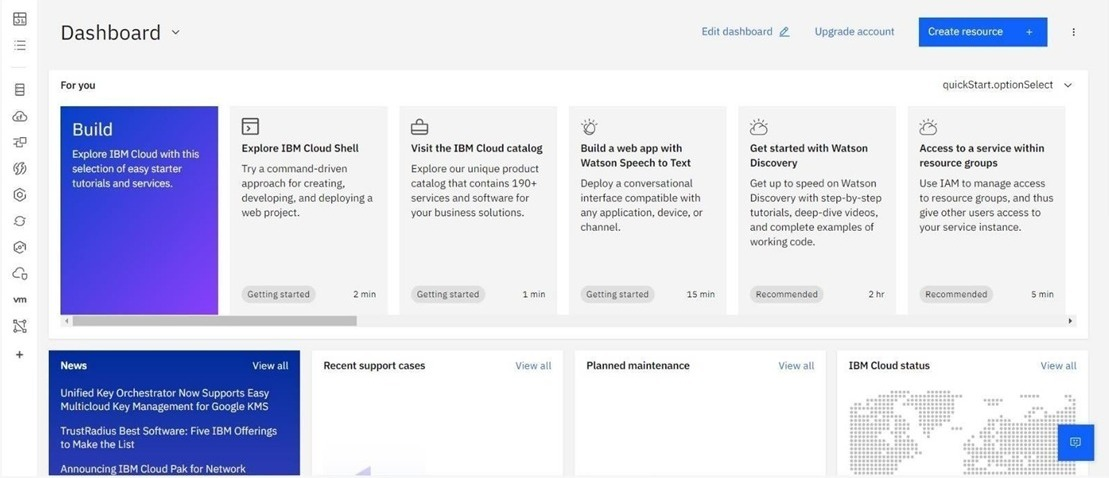 Dashboard
Edit dashboard
Upgrade account
Create resource +
For you
quickStart.optionSelect
Build
Explore IBM Cloud with this
selection of easy starter
tutorials and services.
Explore IBM Cloud Shell
Try a command-driven
approach for creating,
developing, and deploying a
web project.
Getting started
2 min
Visit the IBM Cloud catalog
Explore our unique product
catalog that contains 190+
services and software for
your business solutions.
Getting started
1 min
Build a web app with
Watson Speech to Text
Deploy a conversational
interface compatible with
any application, device, or
channel.
Getting started
15 min
Get started with Watson
Discovery
Get up to speed on Watson
Discovery with step-by-step
tutorials, deep-dive videos,
and complete examples of
working code.
Recommended
2 hr
Access to a service within
resource groups
Use IAM to manage access
to resource groups, and thus
give other users access to
your service instance.
Recommended
5 min
vm
News
View all
Unified Key Orchestrator Now Supports Easy
Multicloud Key Management for Google KMS
TrustRadius Best Software: Five IBM Offerings
to Make the List
Announcing IBM Cloud Pak for Network
Recent support cases
View all
Planned maintenance
View all
IBM Cloud status
View all